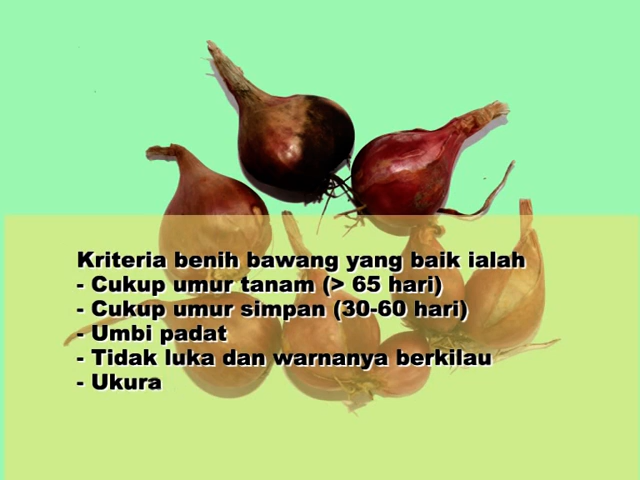 Kriteria benih bawang yang baik ialah
- Cukup umur tanam (> 65 hari)
- Cukup umur simpan (30-60 hari)
- Umbi padat
- Tidak luka dan warnanya berkilau
- Ukura